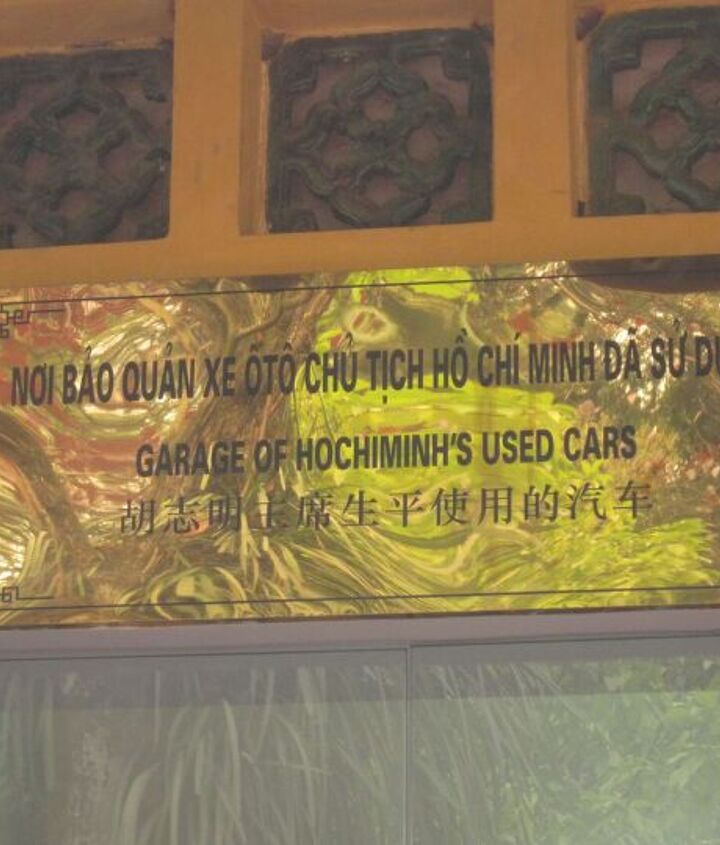 NƠI BẢO QUẢN XE ÔTÔ CHỦ TỊCH HỒ CHÍ MINH ĐÃ SỬ
GARAGE OF HOCHIMINH'S USED CARS
胡志明主席生平使用的汽车